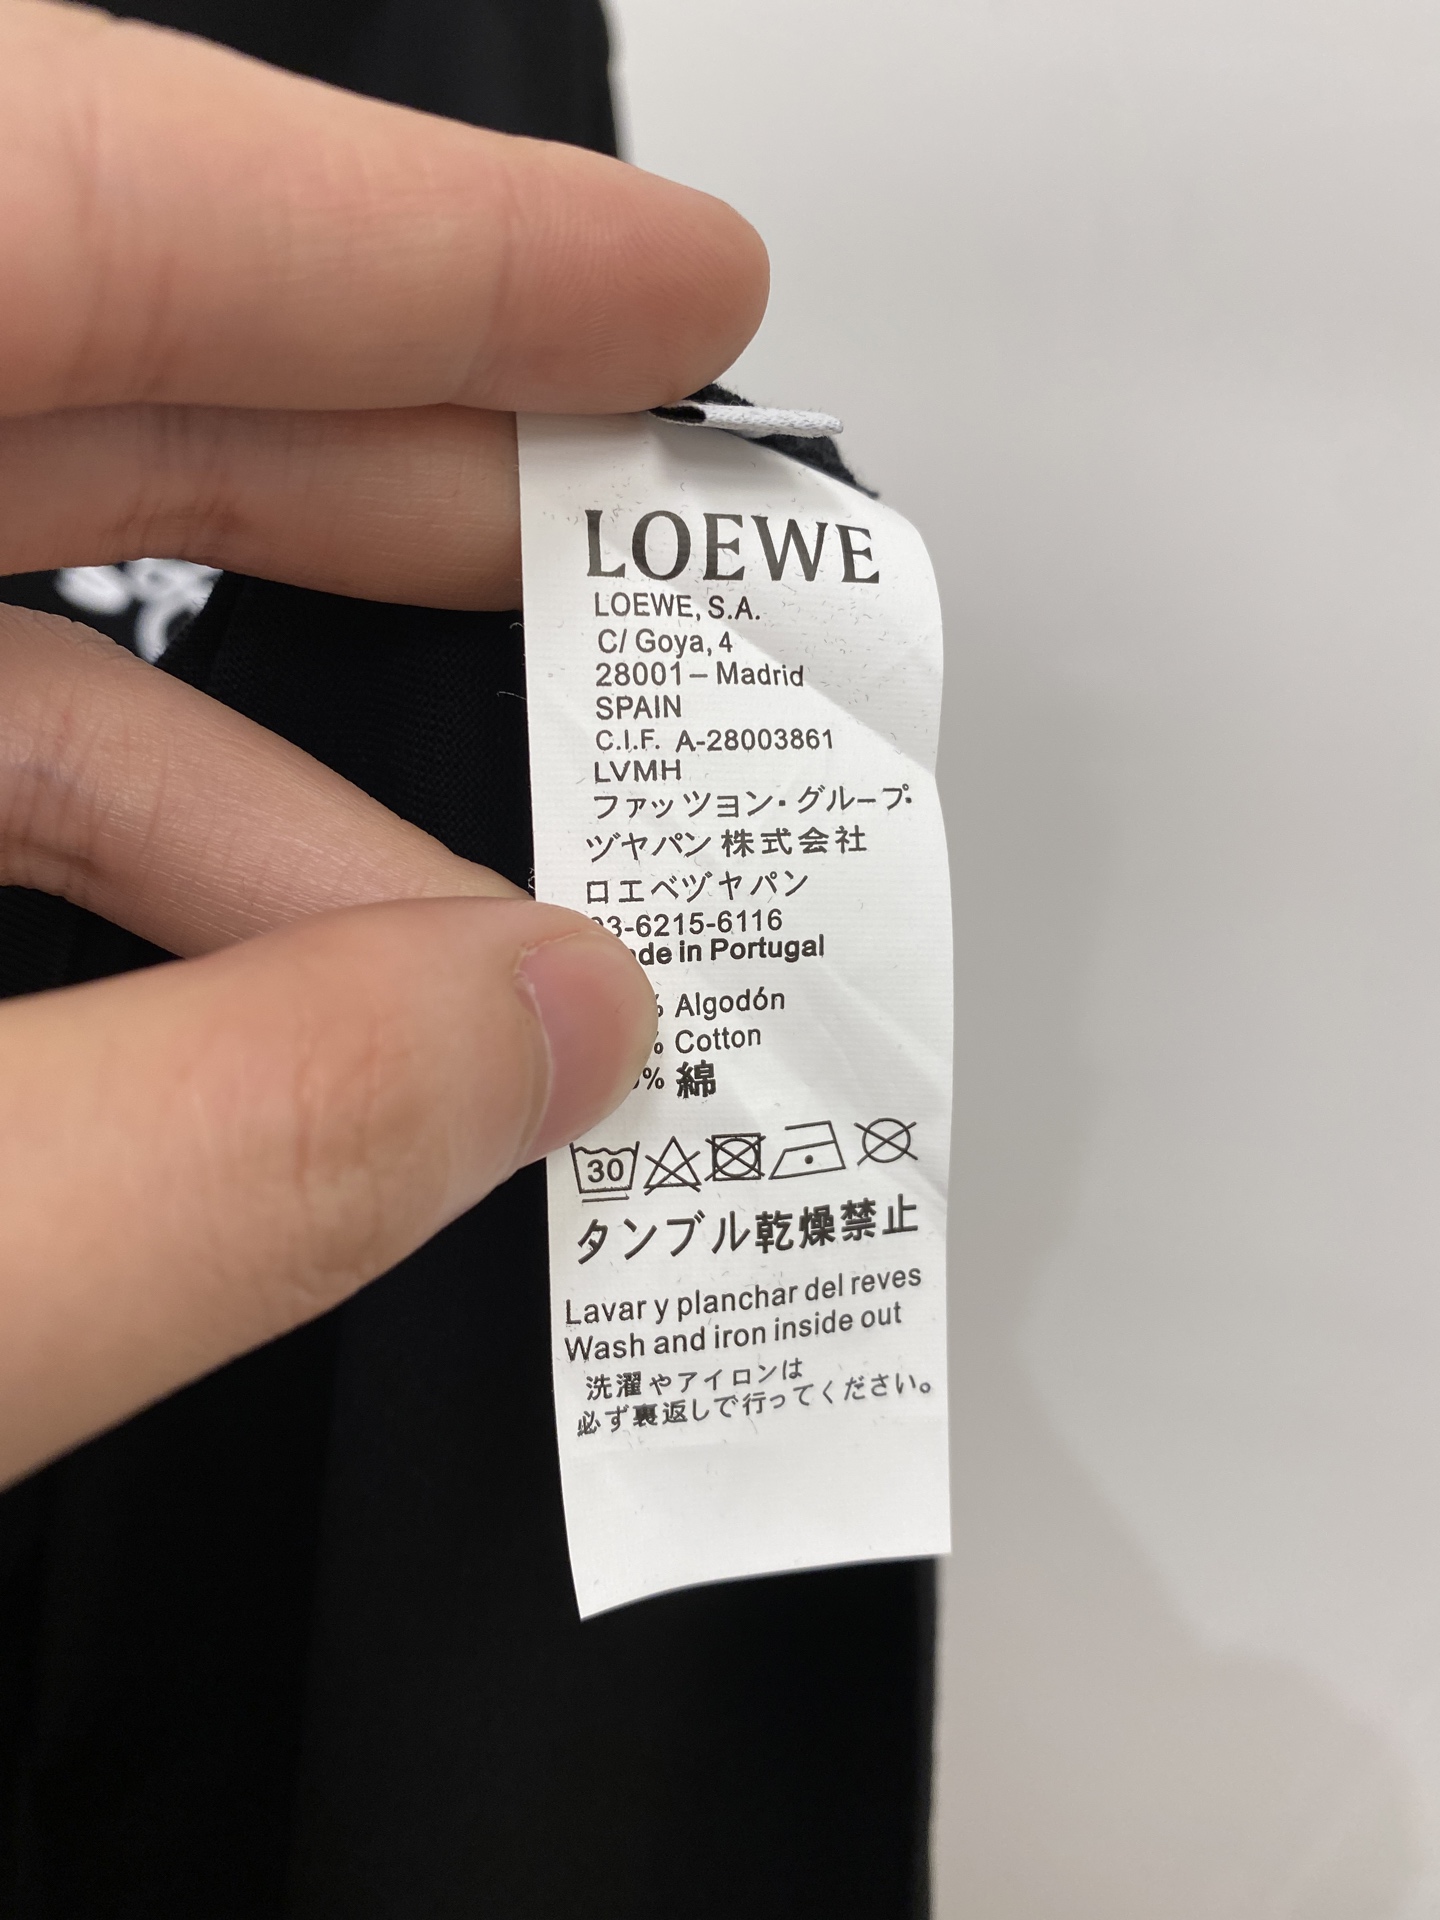 LOEWE
LOEWE, S.A.
C/ Goya, 4
28001 – Madrid
SPAIN
C.I.F. A-28003861
LVMH
ファッツヨン・グループ・
ヅヤパン 株式会社
ロエベヅヤパン
03-6215-6116
in Portugal
% Algodón
% Cotton
% 綿
30
タンブル乾燥禁止
Lavar y planchar del reves
Wash and iron inside out
洗濯やアイロンは
必ず裏返しで行ってください。